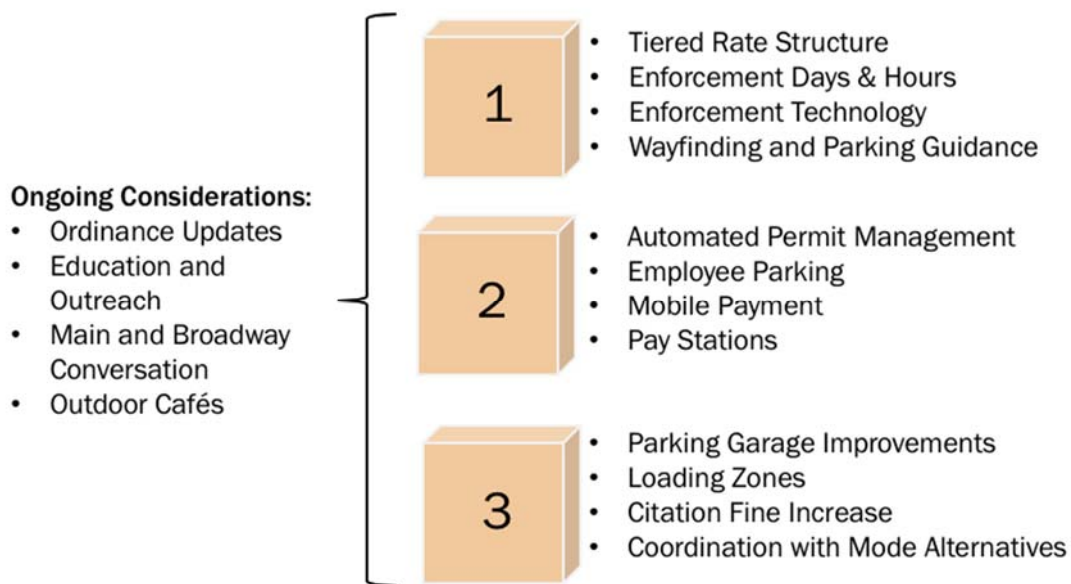 Ongoing Considerations:
• Ordinance Updates
• Education and
Outreach
• Main and Broadway
Conversation
• Outdoor Cafés
1
• Tiered Rate Structure
• Enforcement Days & Hours
• Enforcement Technology
• Wayfinding and Parking Guidance
2
• Automated Permit Management
• Employee Parking
• Mobile Payment
• Pay Stations
3
• Parking Garage Improvements
• Loading Zones
• Citation Fine Increase
• Coordination with Mode Alternatives